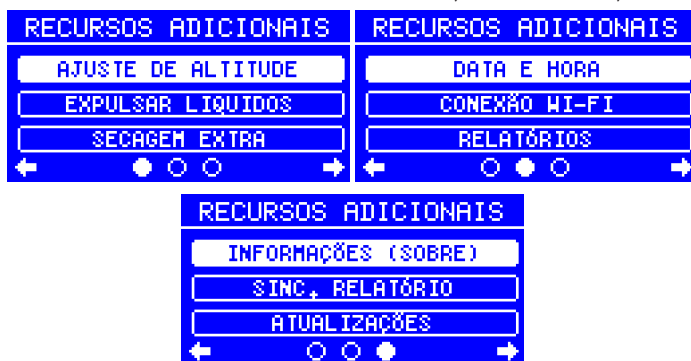 RECURSOS ADICIONAIS
AJUSTE DE ALTITUDE
EXPULSAR LIQUIDOS
SECAGEM EXTRA
RECURSOS ADICIONAIS
DATA E HORA
CONEXÃO WI-FI
RELATÓRIOS
RECURSOS ADICIONAIS
INFORMAÇÕES (SOBRE)
SINC. RELATÓRIO
ATUALIZAÇÕES